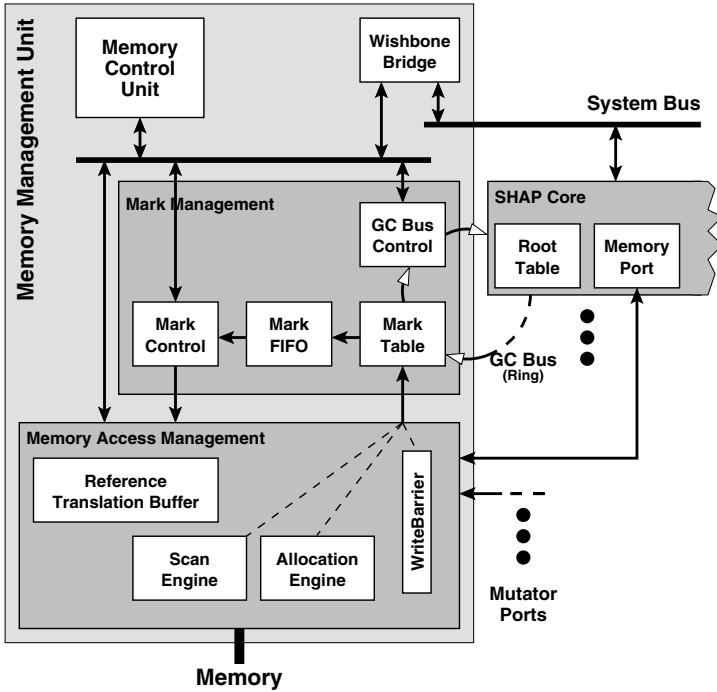 Memory Management Unit
Memory
Control
Unit
Wishbone
Bridge
System Bus
Mark Management
GC Bus
Control
SHAP Core
Root
Table
Memory
Port
Mark
Control
Mark
FIFO
Mark
Table
GC Bus
(Ring)
Memory Access Management
Reference
Translation Buffer
WriteBarrier
Scan
Engine
Allocation
Engine
Mutator
Ports
Memory